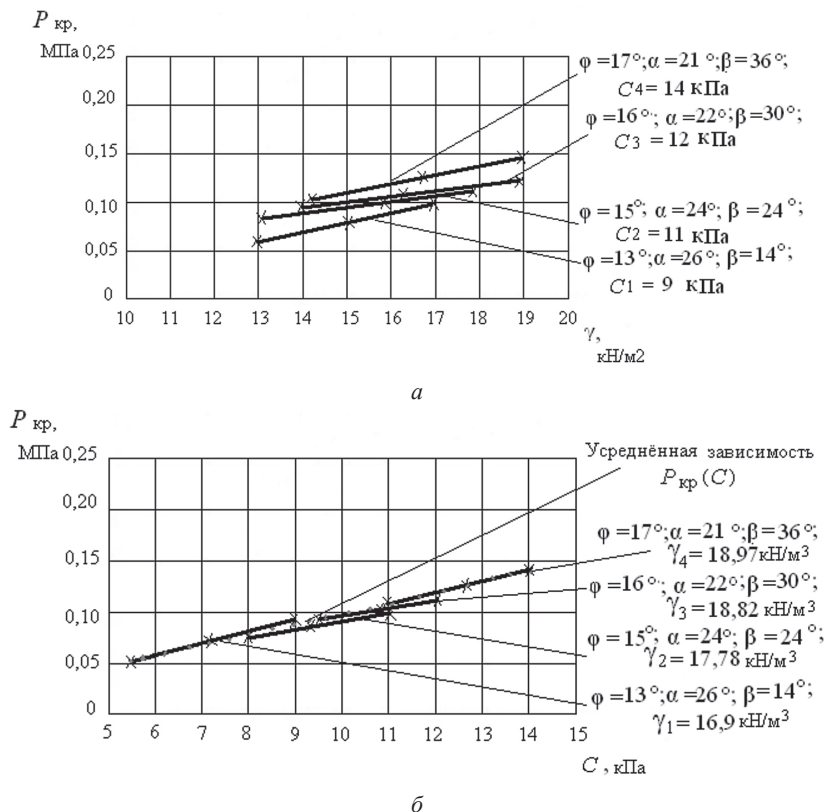 P кр,
МПа 0,25
0,20
0,15
0,10
0,05
0
10 11 12 13 14 15 16 17 18 19 20
γ,
кН/м2
φ=17°;α=21°;β=36°;
C4=14 кПа
φ=16°; α=22°;β=30°;
C3 =12 кПа
φ=15°; α=24°; β=24°;
C2= 11 кПа
φ=13°;α=26°; β=14°;
C1= 9 кПа
а
P кр,
МПа 0,25
0,20
0,15
0,10
0,05
0
5 6 7 8 9 10 11 12 13 14 15
C , кПа
Усреднённая зависимость
Pкр (C)
φ=17°;α=21°;β=36°;
γ4=18,97кН/м3
φ=16°, α=22°;β=30°;
γ3=18,82 кН/м3
φ=15°; α=24°; β=24°;
γ2=17,78 кН/м3
φ=13°;α=26°; β=14°;
γ1=16,9 кН/м3
б